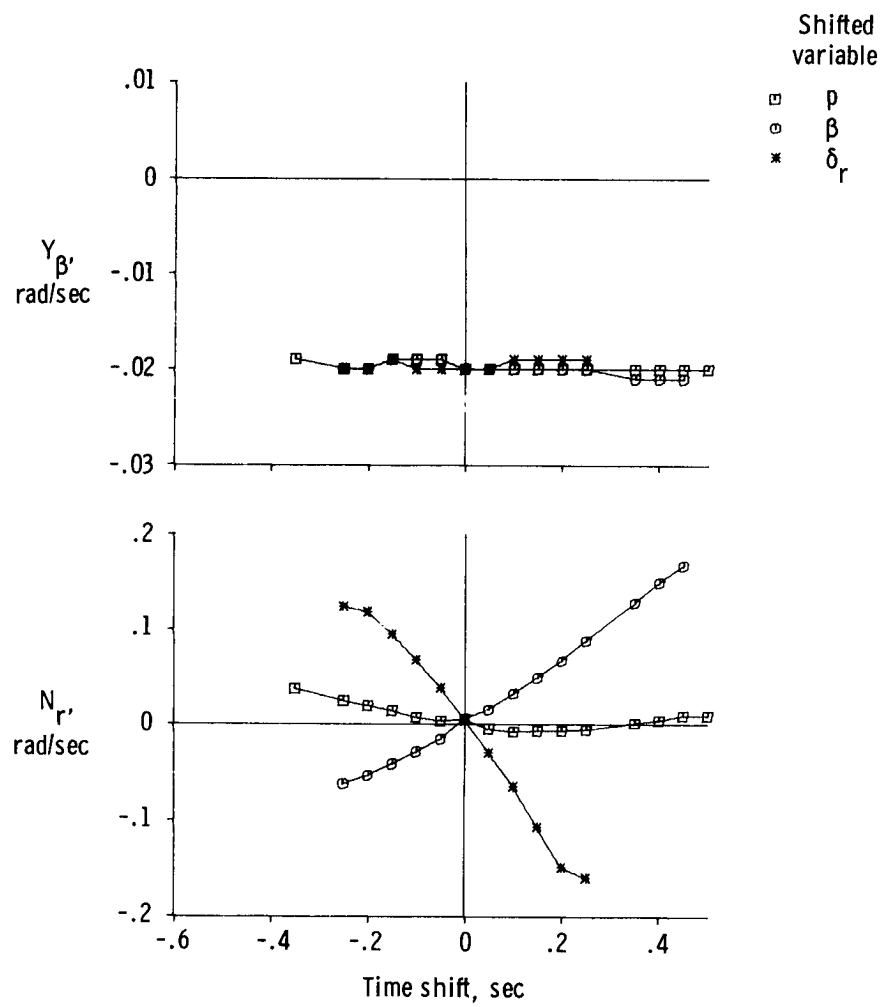 Shifted
variable
p
β
δr
.01
0
-.01
-.02
-.03
Yβ,
rad/sec
.2
.1
0
-.1
-.2
Nr,
rad/sec
-.6 -.4 -.2 0 .2 .4
Time shift, sec